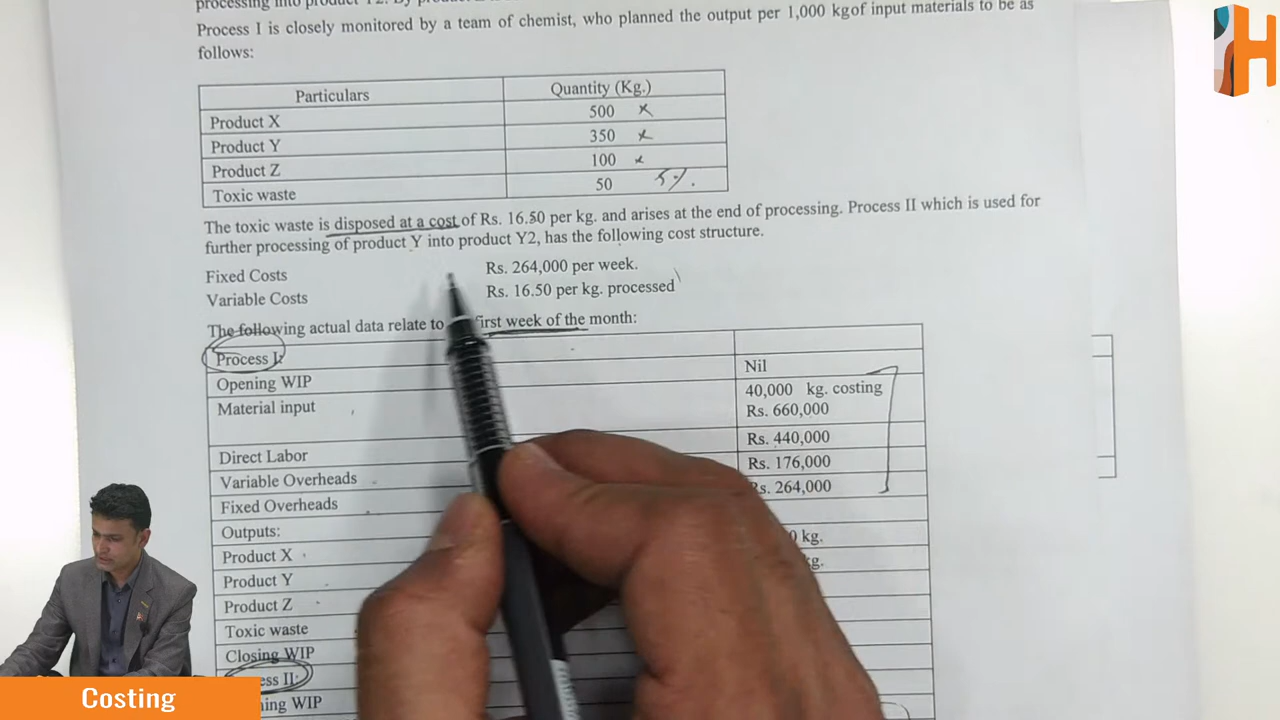 processing into product Y2. By product
Process I is closely monitored by a team of chemist, who planned the output per 1,000 kgof input materials to be as
follows:
Particulars Quantity (Kg.)
Product X 500 x
Product Y 350 x
Product Z 100 x
Toxic waste 50 5%.
The toxic waste is disposed at a cost of Rs. 16.50 per kg. and arises at the end of processing. Process II which is used for
further processing of product Y into product Y2, has the following cost structure.
Fixed Costs Rs. 264,000 per week.
Variable Costs Rs. 16.50 per kg. processed
The following actual data relate to first week of the month:
Process I:
Opening WIP Nil
Material input 40,000 kg. costing
Rs. 660,000
Direct Labor Rs. 440,000
Variable Overheads Rs. 176,000
Fixed Overheads Rs. 264,000
Outputs:
Product X 0 kg.
Product Y kg.
Product Z
Toxic waste
Closing WIP
ess II:
ning WIP
H
Costing